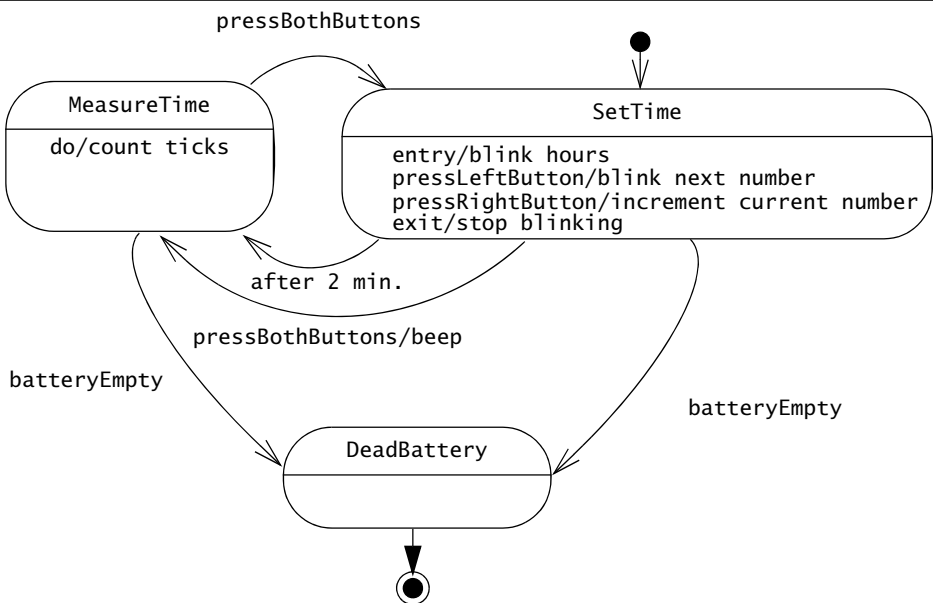 pressBothButtons
MeasureTime
do/count ticks
SetTime
entry/blink hours
pressLeftButton/blink next number
pressRightButton/increment current number
exit/stop blinking
after 2 min.
pressBothButtons/beep
batteryEmpty
batteryEmpty
DeadBattery